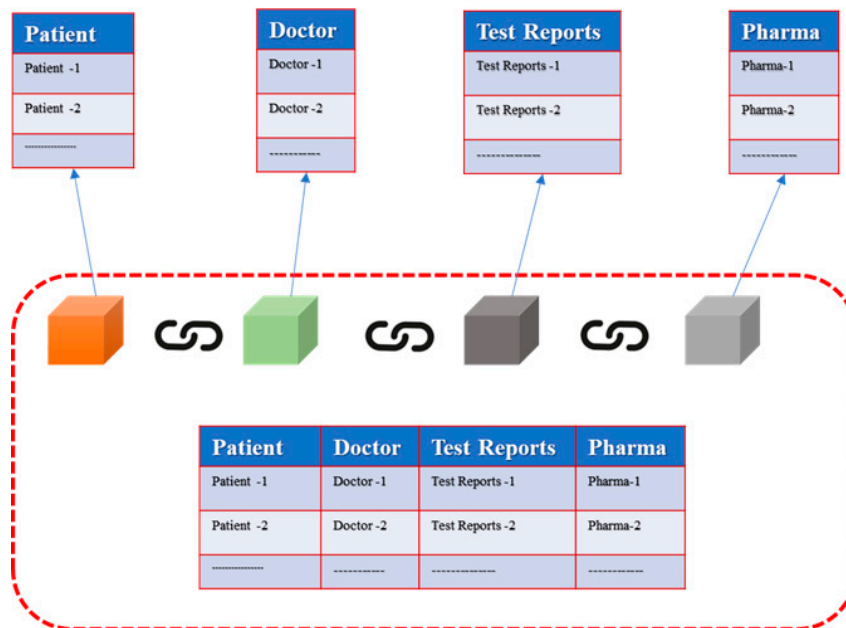 Patient
Patient -1
Patient -2
----------------
Doctor
Doctor -1
Doctor -2
-----------
Test Reports
Test Reports -1
Test Reports -2
--------------
Pharma
Pharma-1
Pharma-2
------------
Patient Doctor Test Reports Pharma
Patient -1 Doctor -1 Test Reports -1 Pharma-1
Patient -2 Doctor -2 Test Reports -2 Pharma-2
---------------- ----------- -------------- ------------